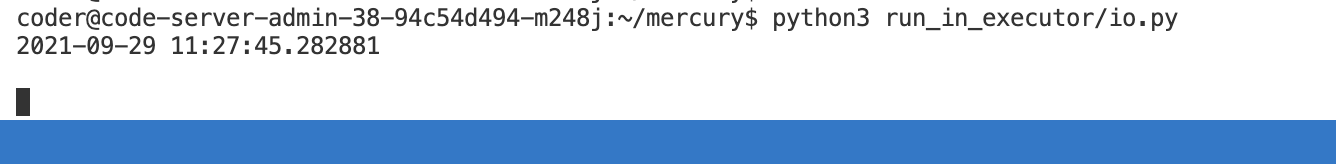 coder@code-server-admin-38-94c54d494-m248j:~/mercury$ python3 run_in_executor/io.py
2021-09-29 11:27:45.282881